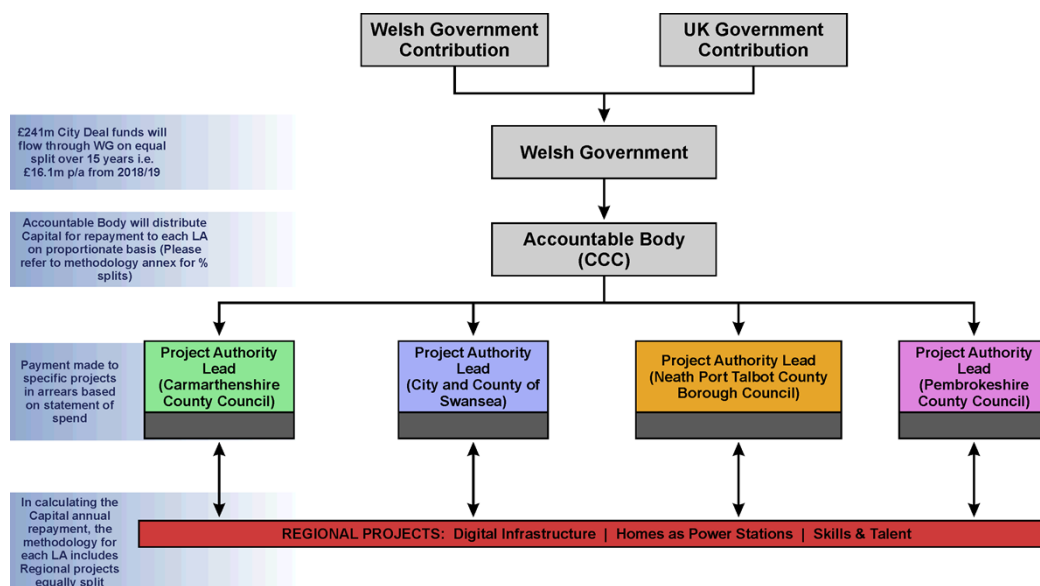 Welsh Government
Contribution
UK Government
Contribution
£241m City Deal funds will
flow through WG on equal
split over 15 years i.e.
£16.1m p/a from 2018/19
Welsh Government
Accountable Body will distribute
Capital for repayment to each LA
on proportionate basis (Please
refer to methodology annex for %
splits)
Accountable Body
(CCC)
Payment made to
specific projects
in arrears based
on statement of
spend
Project Authority
Lead
(Carmarthenshire
County Council)
Project Authority
Lead
(City and County of
Swansea)
Project Authority Lead
(Neath Port Talbot County
Borough Council)
Project Authority
Lead
(Pembrokeshire
County Council)
In calculating the
Capital annual
repayment, the
methodology for
each LA includes
Regional projects
equally split
REGIONAL PROJECTS: Digital Infrastructure | Homes as Power Stations | Skills & Talent